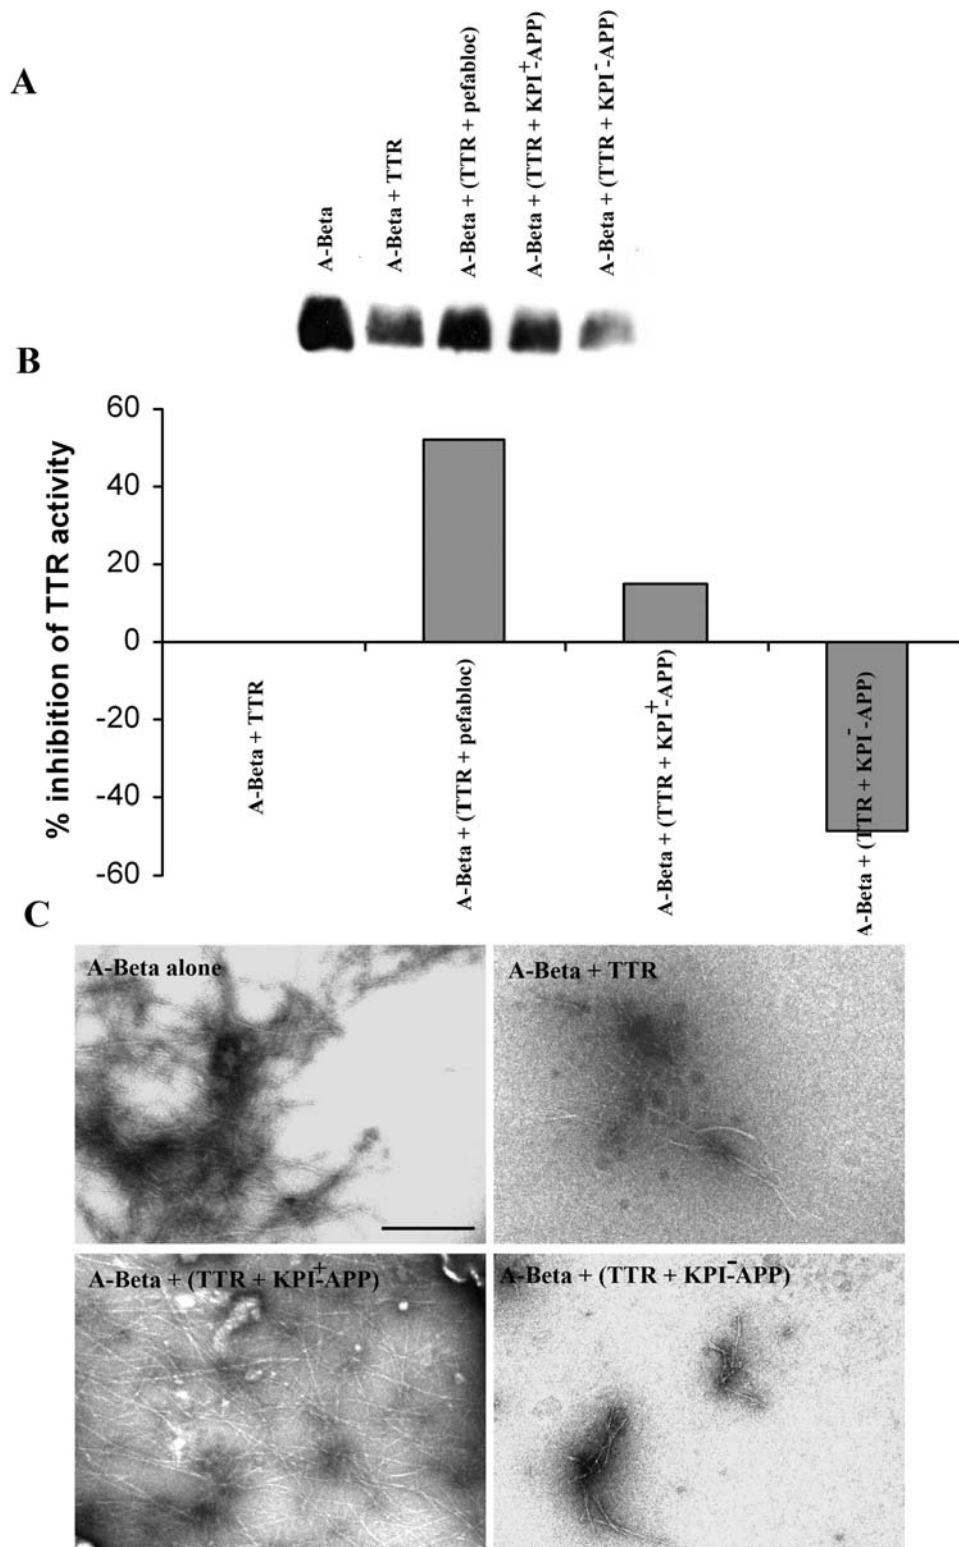 A
A-Beta
A-Beta + TTR
A-Beta + (TTR + pefabloc)
A-Beta + (TTR + KPI⁺-APP)
A-Beta + (TTR + KPI⁻-APP)
B
% inhibition of TTR activity
60
40
20
0
-20
-40
-60
A-Beta + TTR
A-Beta + (TTR + pefabloc)
A-Beta + (TTR + KPI⁺-APP)
A-Beta + (TTR + KPI⁻-APP)
C
A-Beta alone
A-Beta + TTR
A-Beta + (TTR + KPI⁺-APP)
A-Beta + (TTR + KPI⁻-APP)